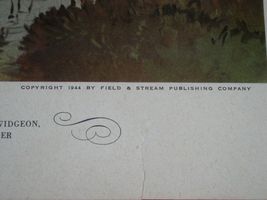 COPYRIGHT 1944 BY FIELD & STREAM PUBLISHING COMPANY
VIDGEON,
ER